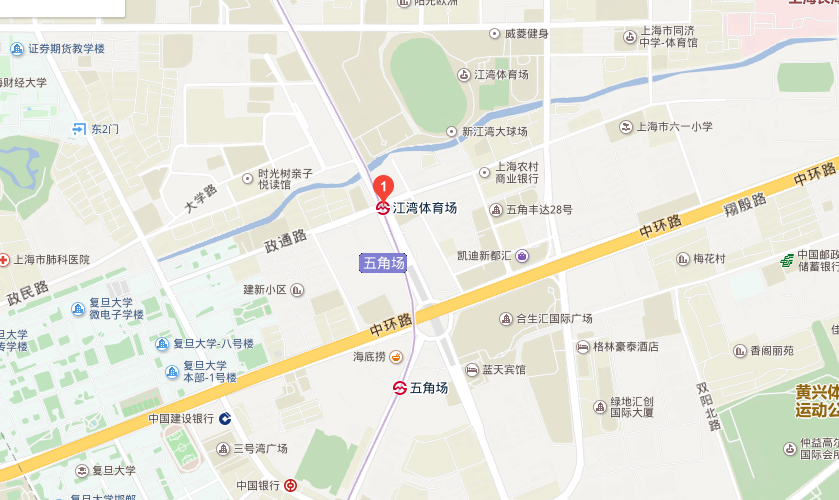 阳光欧洲
威菱健身
上海市同济
中学-体育馆
证券期货教学楼
江湾体育场
海财经大学
东2门
新江湾大球场
上海市六一小学
时光树亲子
悦读馆
上海农村
商业银行
大学路
1
江湾体育场
五角丰达28号
中环路
翔殷路
中环路
政通路
五角场
凯迪新都汇
梅花村
中国邮政
储蓄银行
上海市肺科医院
政民路
建新小区
复旦大学
微电子学楼
中环路
合生汇国际广场
复旦大学-八号楼
海底捞
格林豪泰酒店
香阁丽苑
复旦大学
本部-1号楼
蓝天宾馆
五角场
双阳北路
黄兴体
运动公
绿地汇创
国际大厦
中国建设银行
三号湾广场
仲益高尔
国际会所
复旦大学
中国银行
复旦大学邯郸